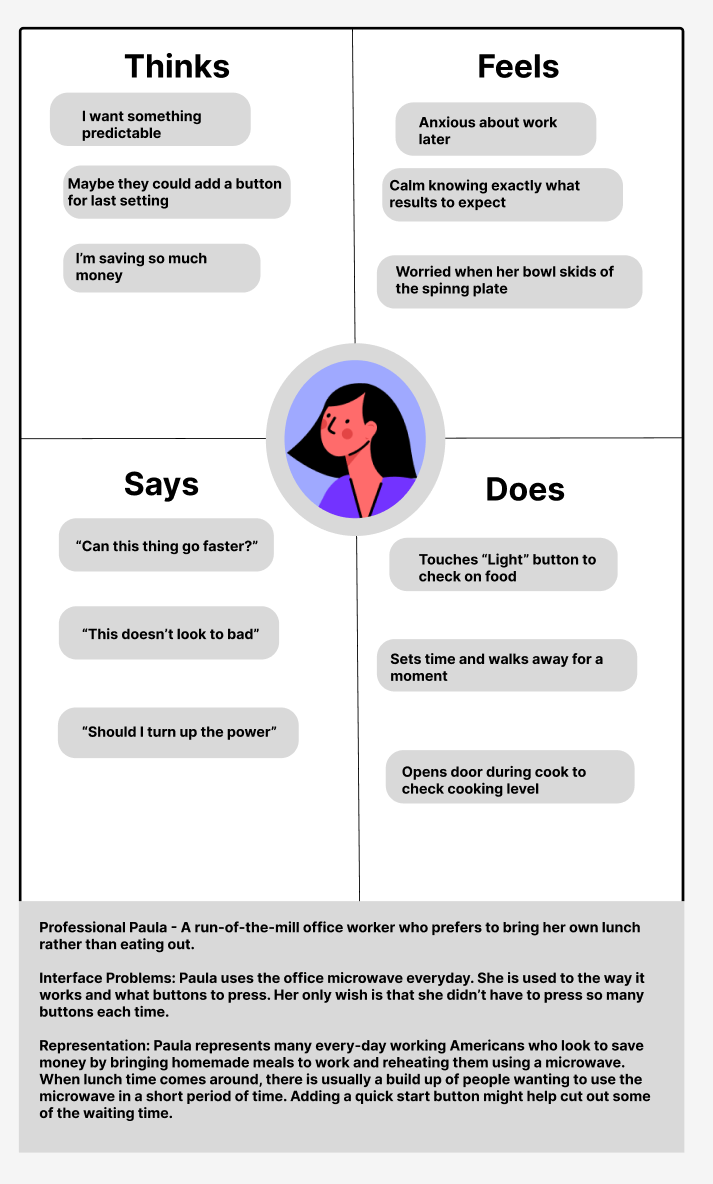 Thinks
I want something
predictable
Maybe they could add a button
for last setting
I'm saving so much
money
Feels
Anxious about work
later
Calm knowing exactly what
results to expect
Worried when her bowl skids of
the spinng plate
Says
“Can this thing go faster?”
“This doesn't look to bad”
“Should I turn up the power”
Does
Touches “Light” button to
check on food
Sets time and walks away for a
moment
Opens door during cook to
check cooking level
Professional Paula - A run-of-the-mill office worker who prefers to bring her own lunch
rather than eating out.
Interface Problems: Paula uses the office microwave everyday. She is used to the way it
works and what buttons to press. Her only wish is that she didn't have to press so many
buttons each time.
Representation: Paula represents many every-day working Americans who look to save
money by bringing homemade meals to work and reheating them using a microwave.
When lunch time comes around, there is usually a build up of people wanting to use the
microwave in a short period of time. Adding a quick start button might help cut out some
of the waiting time.